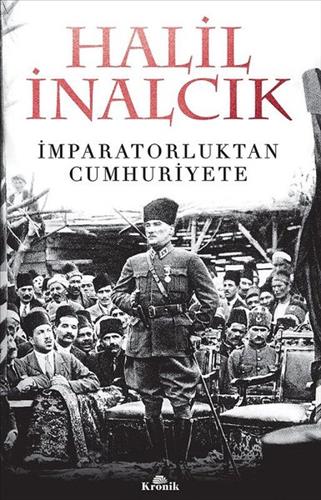 HALİL
İNALCIK
İMPARATORLUKTAN
CUMHURİYETE
Kronik